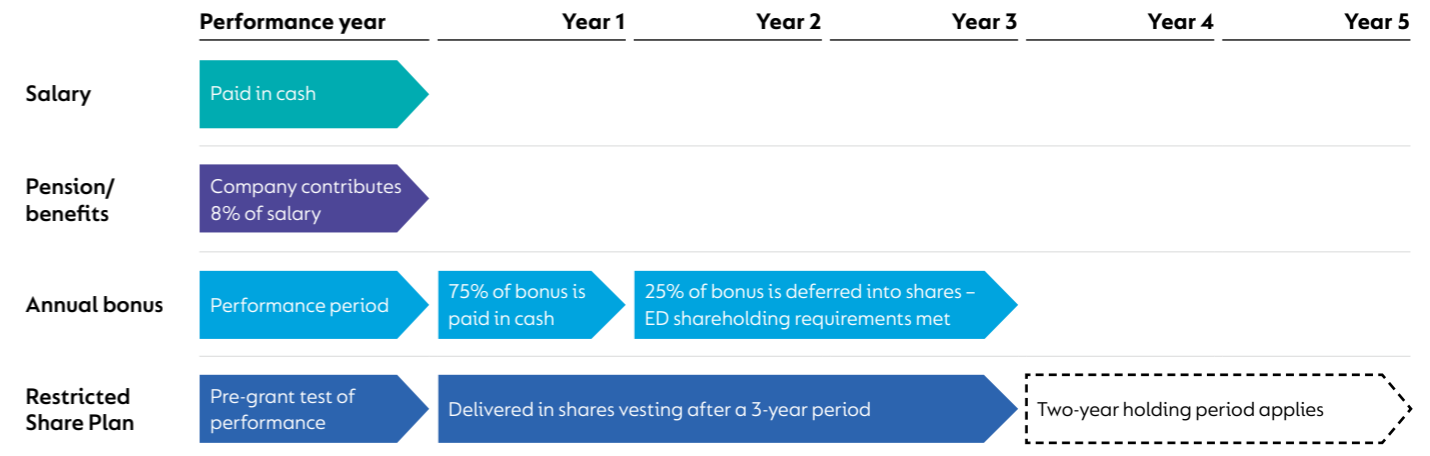 Performance year
Year 1
Year 2
Year 3
Year 4
Year 5
Salary
Paid in cash
Pension/
benefits
Company contributes
8% of salary
Annual bonus
Performance period
75% of bonus is
paid in cash
25% of bonus is deferred into shares –
ED shareholding requirements met
Restricted
Share Plan
Pre-grant test of
performance
Delivered in shares vesting after a 3-year period
Two-year holding period applies